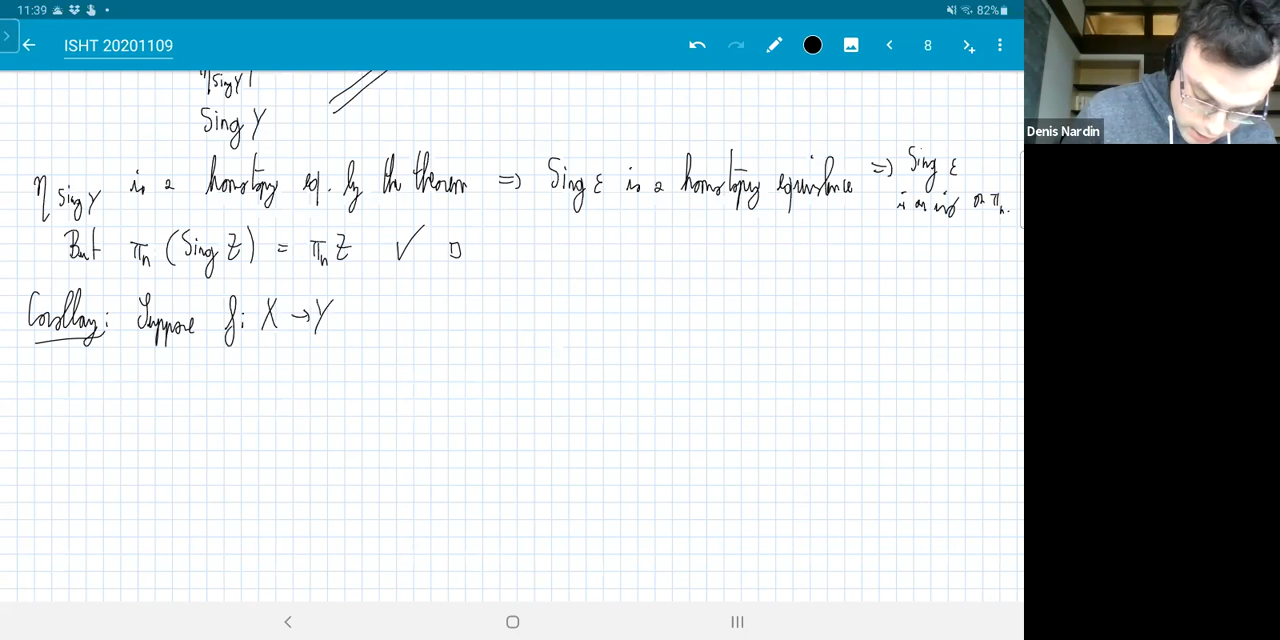 11:39
82%
ISHT 20201109
8
η Sing Y
Sing Y
Denis Nardin
η Sing Y is a homotopy eq. by the theorem => Sing ε is a homotopy equivalence => Sing ε
is an iso on πn.
But πn (Sing Z) = πn Z ✓ □
Corollary: Suppose f: X → Y